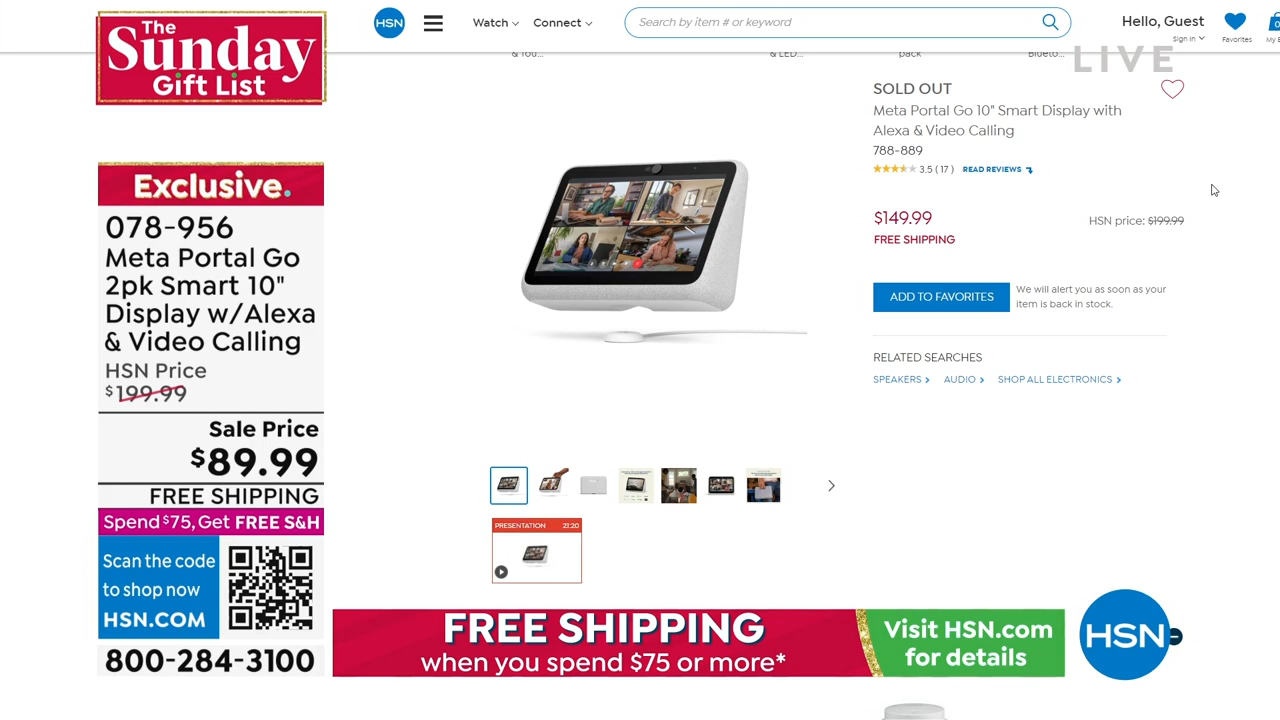 The
Sunday
Gift List
HSN
Watch
Connect
Search by item # or keyword
Hello, Guest
Sign In
Favorites
& You...
& LED...
pack
Blueto...
LIVE
SOLD OUT
Meta Portal Go 10" Smart Display with
Alexa & Video Calling
788-889
3.5 ( 17 ) READ REVIEWS
$149.99
HSN price: $199.99
FREE SHIPPING
ADD TO FAVORITES
We will alert you as soon as your
item is back in stock.
RELATED SEARCHES
SPEAKERS
AUDIO
SHOP ALL ELECTRONICS
Exclusive.
078-956
Meta Portal Go
2pk Smart 10"
Display w/Alexa
& Video Calling
HSN Price
$199.99
Sale Price
$89.99
FREE SHIPPING
Spend $75, Get FREE S&H
Scan the code
to shop now
HSN.COM
800-284-3100
PRESENTATION 21:20
FREE SHIPPING
when you spend $75 or more*
Visit HSN.com
for details
HSN